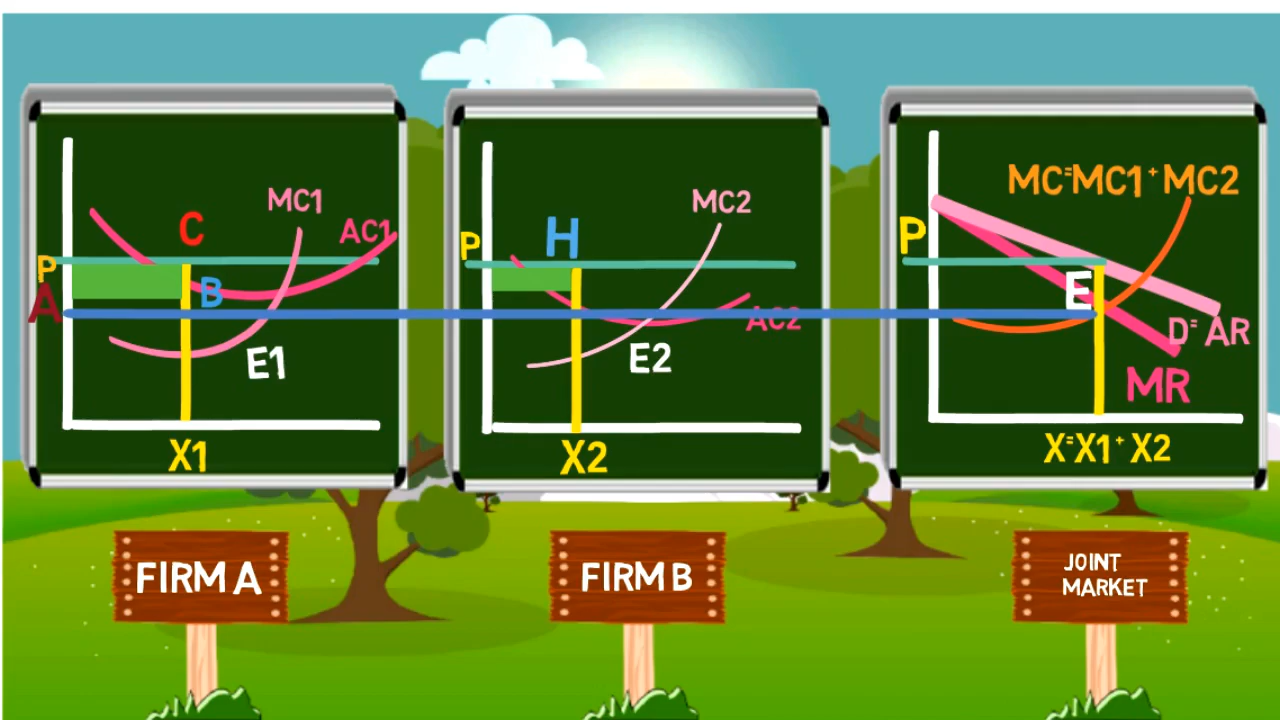 C
MC1
AC1
P
A
B
E1
X1
FIRM A
P
H
MC2
AC2
E2
X2
FIRM B
MC=MC1+MC2
P
E
D=AR
MR
X=X1+X2
JOINT
MARKET